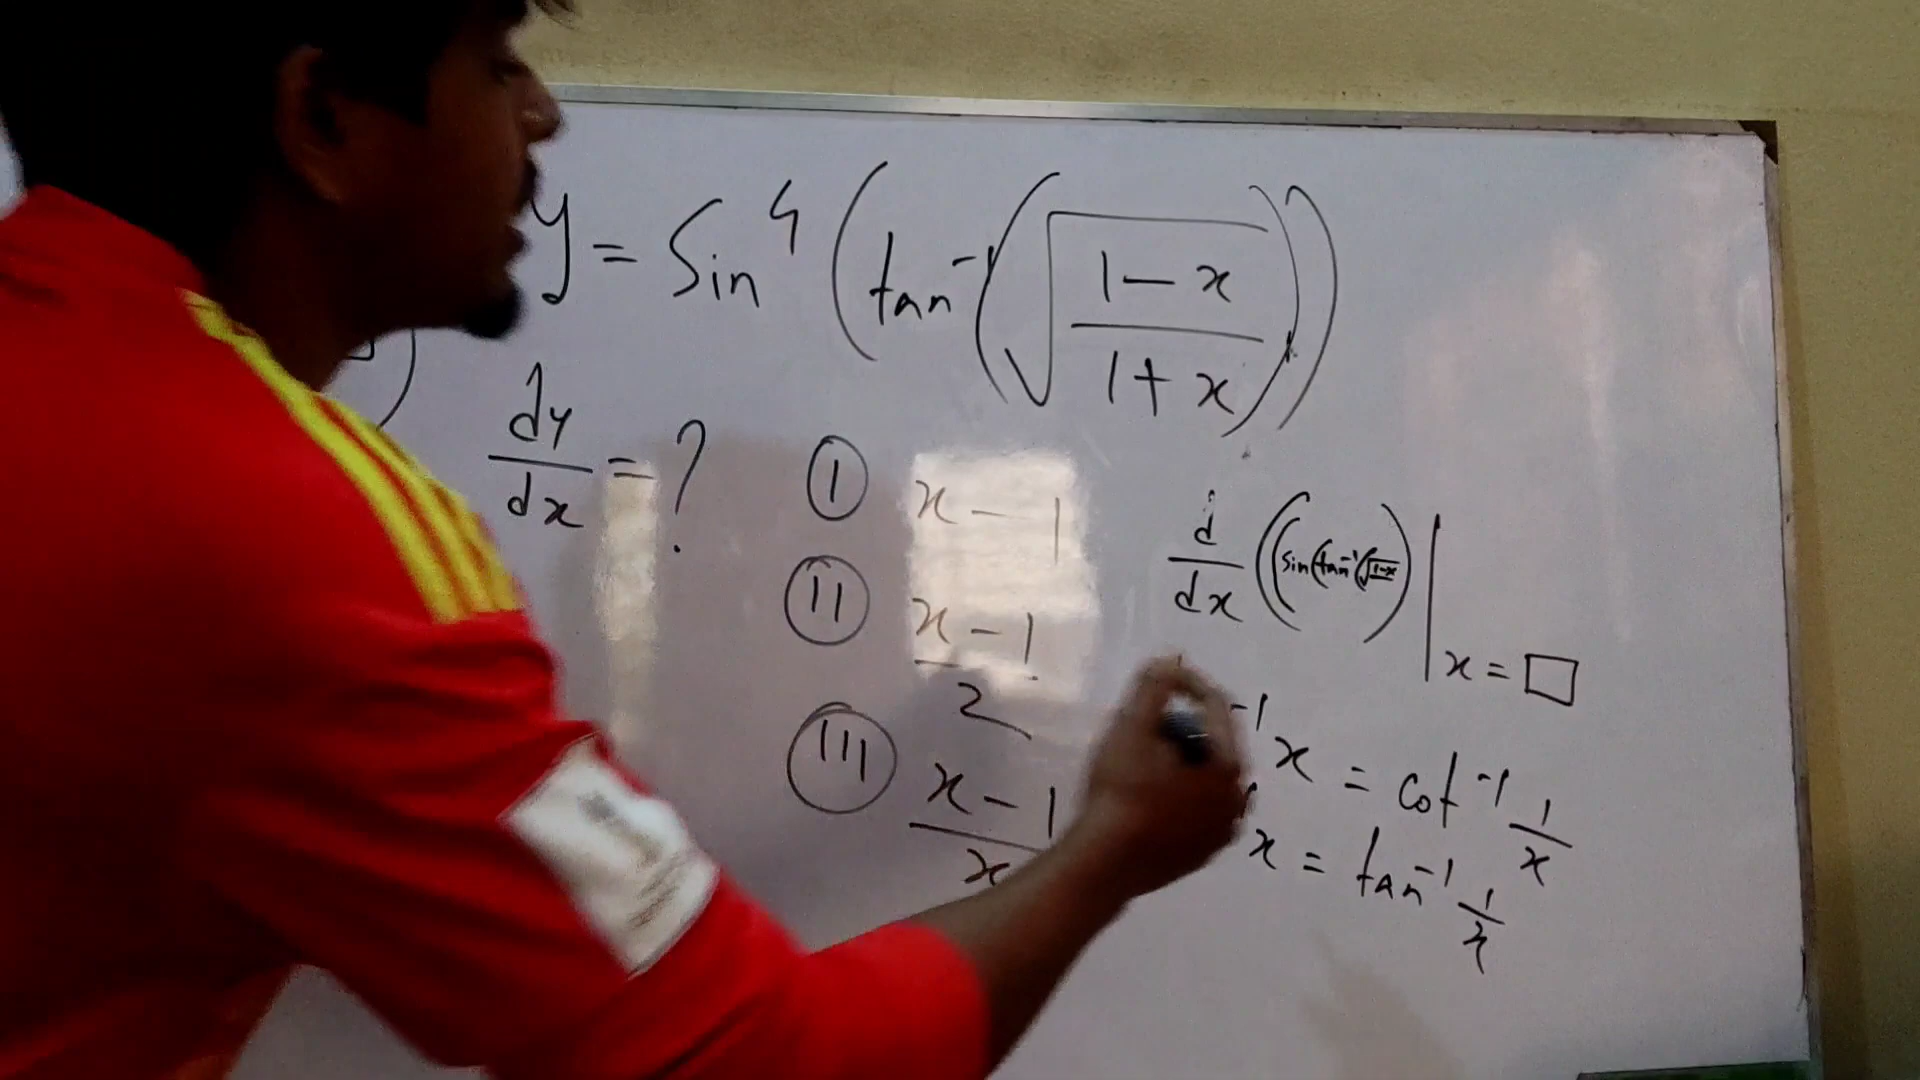 y = Sin⁴ (tan⁻¹(√((1-x)/(1+x))))
dy/dx = ?
(I) x-1
(II) (x-1)/2
(III) (x-1)/x
d/dx ((sin(tan⁻¹(√(1-x) | x = □
⁻¹ x = cot⁻¹ 1/x
x = tan⁻¹ 1/x